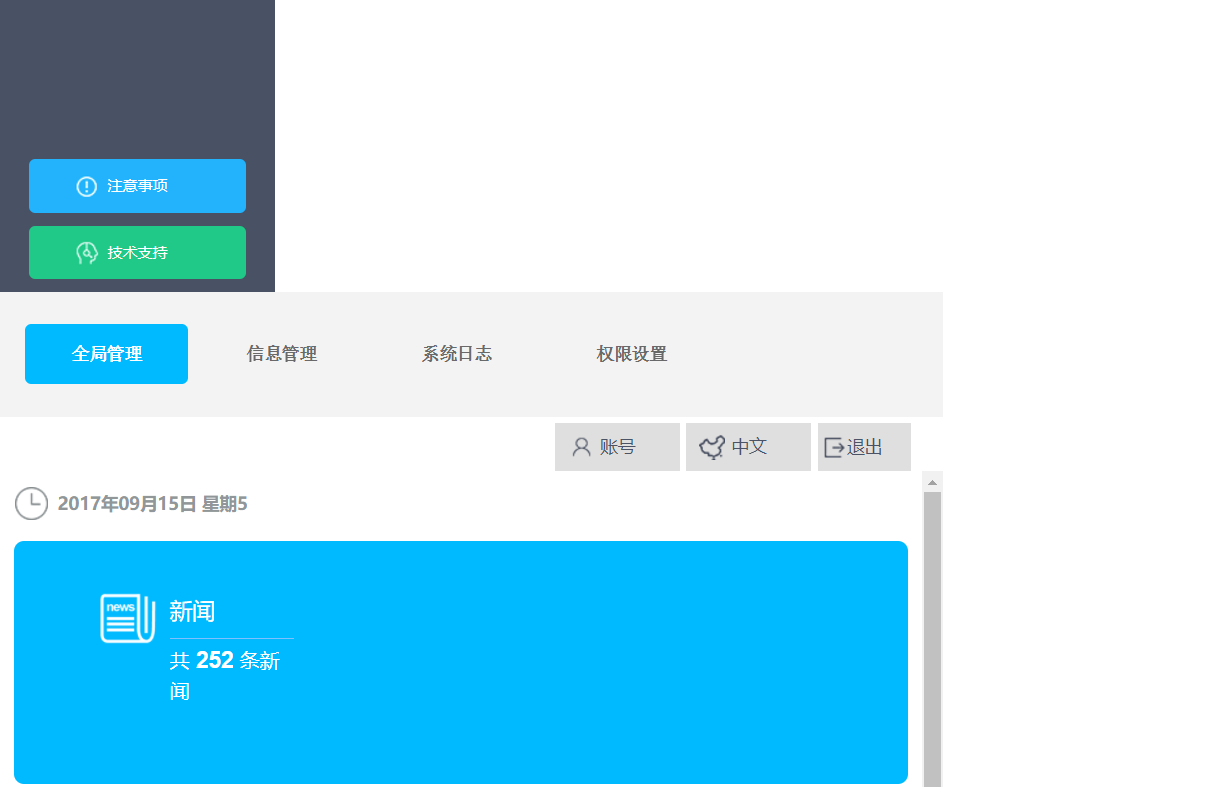 注意事项
技术支持
全局管理 信息管理 系统日志 权限设置
账号 中文 退出
2017年09月15日 星期5
news
新闻
共 252 条新
闻